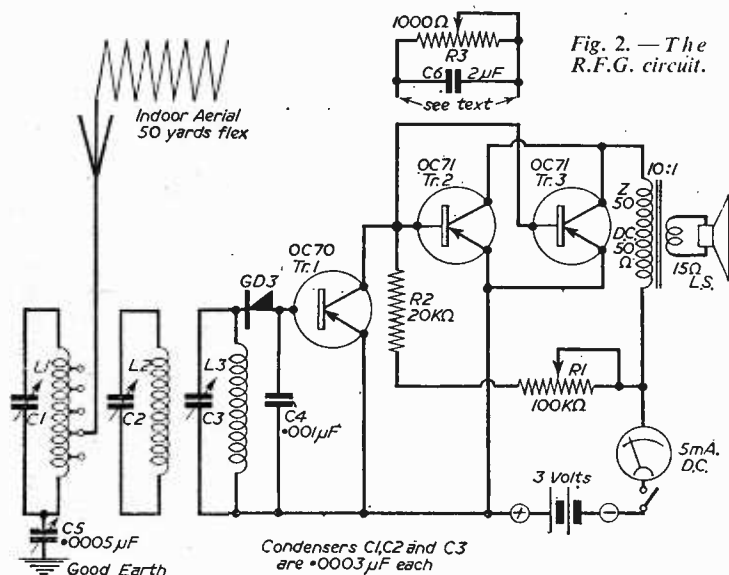 1000Ω
R3
C6
2µF
see text
Fig. 2. — The
R.F.G. circuit.
Indoor Aerial
50 yards flex
OC71
Tr.2
OC71
Tr.3
10:1
Z
50
D.C.
50
Ω
15Ω
L.S.
OC70
Tr.1
GD3
R2
20KΩ
L1
C1
L2
C2
L3
C3
C4
·001µF
R1
100KΩ
5mA.
D.C.
3 Volts
+
−
C5
·0005µF
Good Earth
Condensers C1,C2 and C3
are ·0003µF each